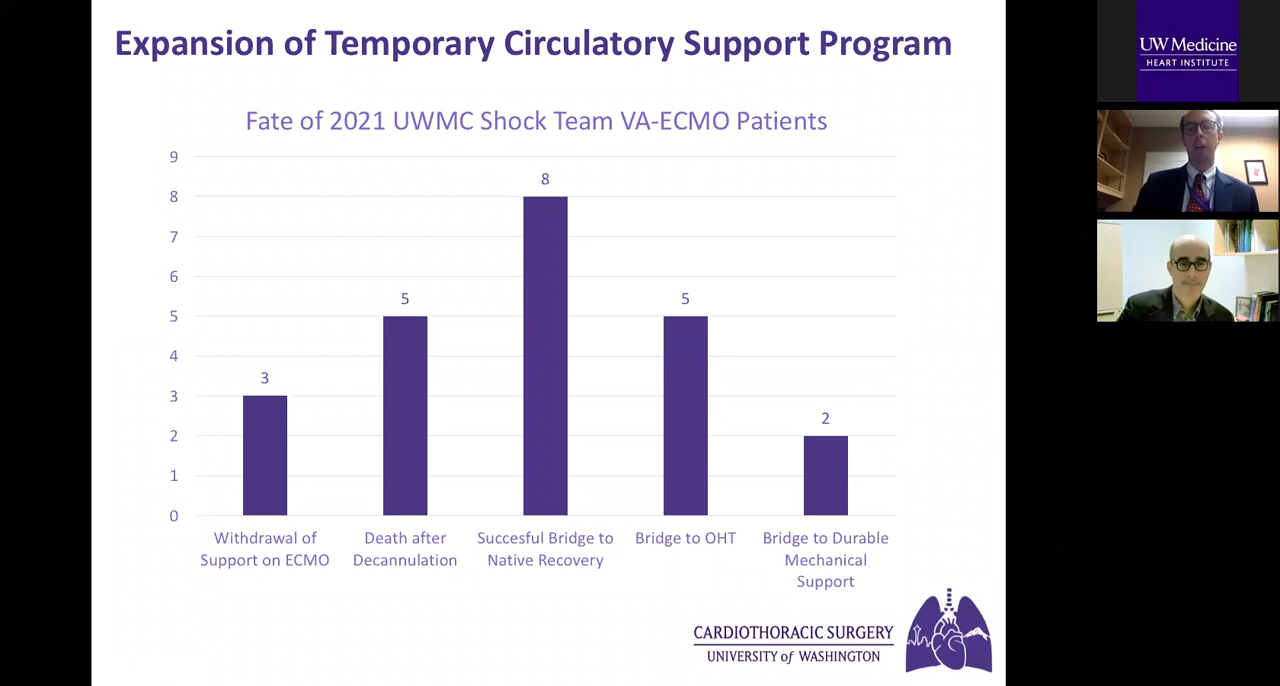 Expansion of Temporary Circulatory Support Program
Fate of 2021 UWMC Shock Team VA-ECMO Patients
9
8
7
6
5
4
3
2
1
0
3
5
8
5
2
Withdrawal of
Support on ECMO
Death after
Decannulation
Succesful Bridge to
Native Recovery
Bridge to OHT
Bridge to Durable
Mechanical
Support
CARDIOTHORACIC SURGERY
UNIVERSITY of WASHINGTON
UW Medicine
HEART INSTITUTE